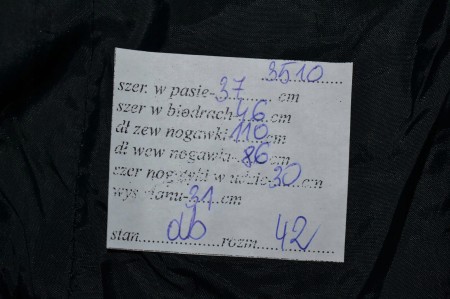 3510
szer. w pasie-37 cm
szer w biodrach 46 cm
dł zew nogawki 110 cm
dł wew nogawki 86 cm
szer nogawki w udzie 30 cm
wys stanu 31 cm
stan db rozm 42